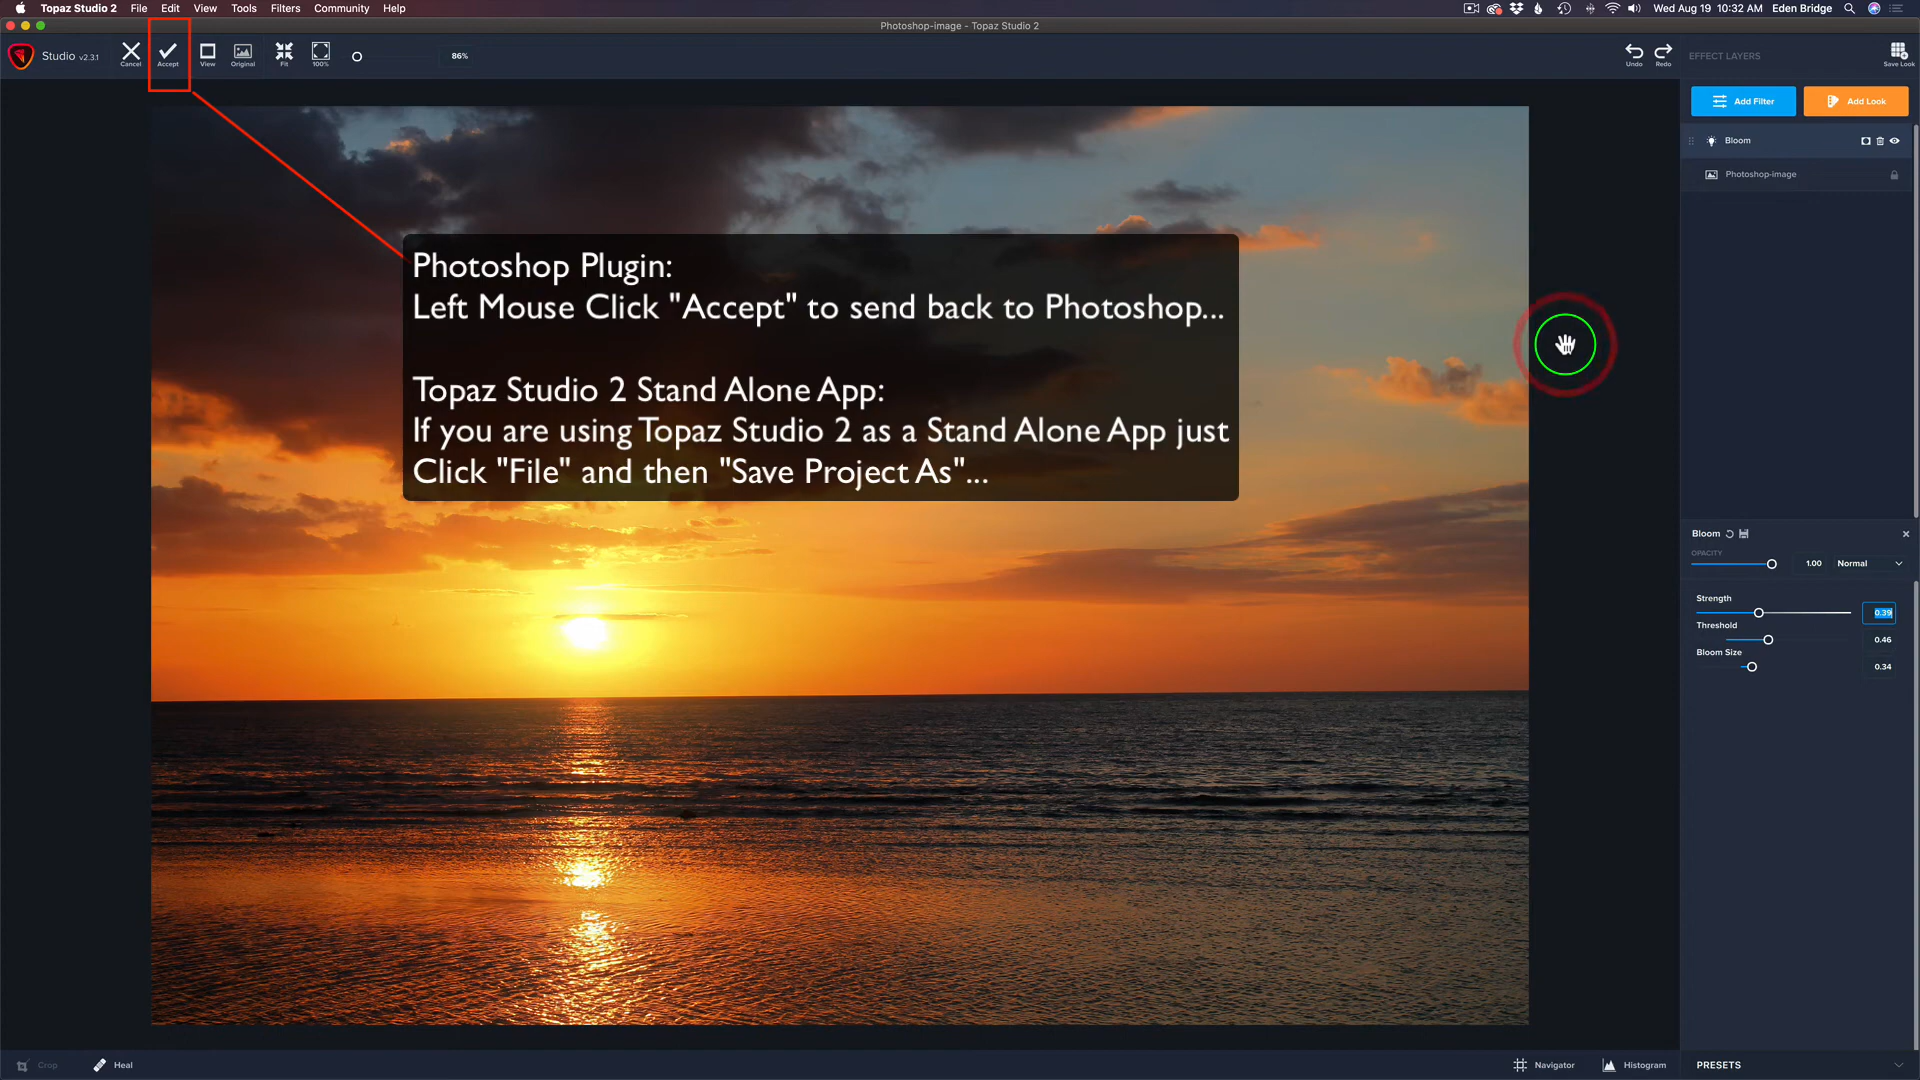 Topaz Studio 2 File Edit View Tools Filters Community Help
Wed Aug 19 10:32 AM Eden Bridge
Photoshop-image - Topaz Studio 2
Studio v2.3.1
Cancel
Accept
View
Original
Fit
100%
86%
Undo
Redo
EFFECT LAYERS
Save Look
Add Filter
Add Look
Bloom
Photoshop-image
Photoshop Plugin:
Left Mouse Click "Accept" to send back to Photoshop...
Topaz Studio 2 Stand Alone App:
If you are using Topaz Studio 2 as a Stand Alone App just
Click "File" and then "Save Project As"...
Bloom
OPACITY
1.00 Normal
Strength
0.39
Threshold
0.46
Bloom Size
0.34
Crop
Heal
Navigator
Histogram
PRESETS